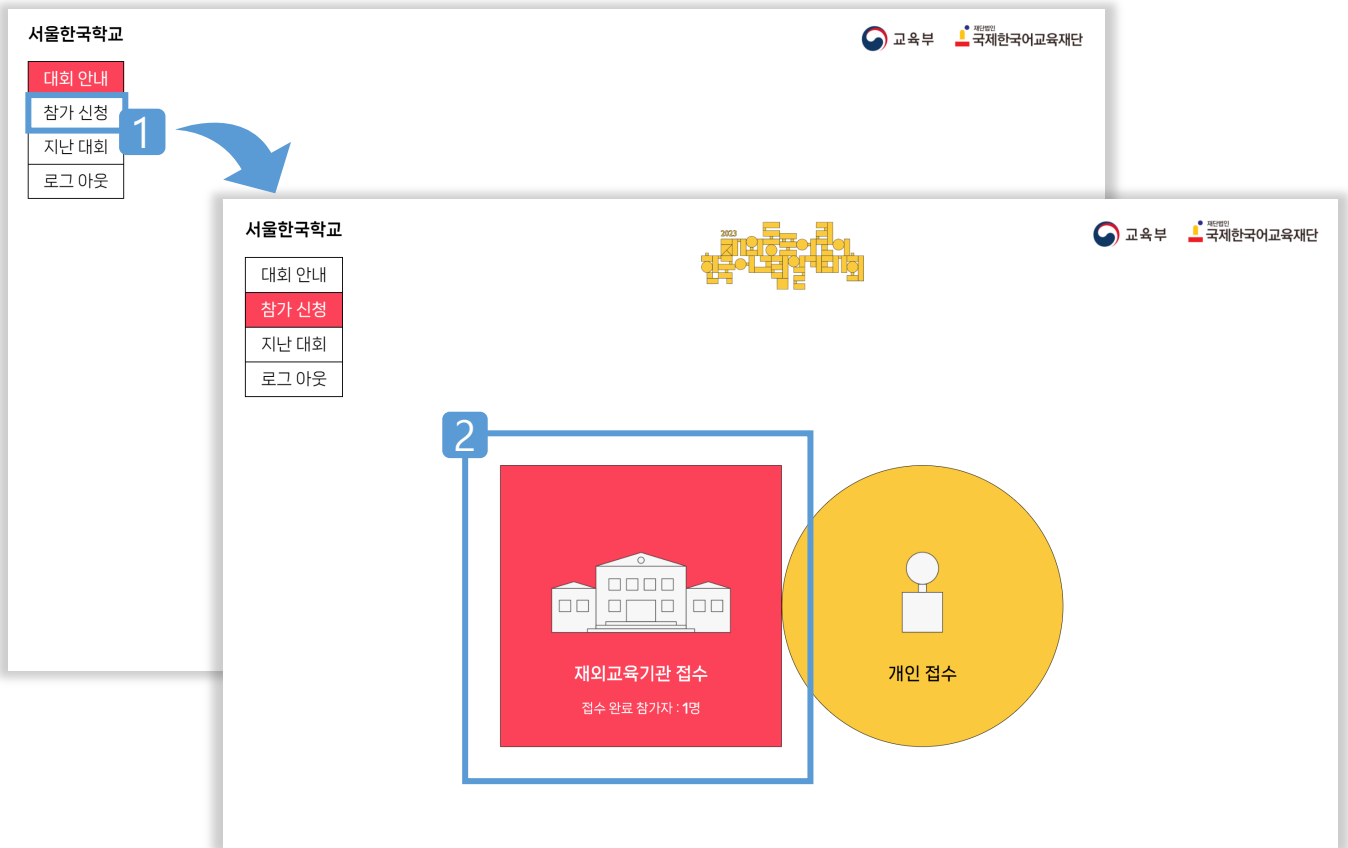 서울한국학교
교육부
재단법인
국제한국어교육재단
대회 안내
참가 신청
1
지난 대회
로그 아웃
서울한국학교
2023
교육부
재단법인
국제한국어교육재단
대회 안내
참가 신청
지난 대회
로그 아웃
2
재외교육기관 접수
접수 완료 참가자 : 1명
개인 접수